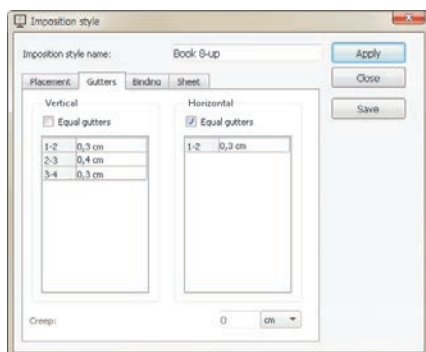 Imposition style
Imposition style name: Book 8-up Apply
Placement Gutters Binding Sheet Close
Vertical Horizontal Save
Equal gutters Equal gutters
1-2 0,3 cm 1-2 0,3 cm
2-3 0,4 cm
3-4 0,3 cm
Creep: 0 cm